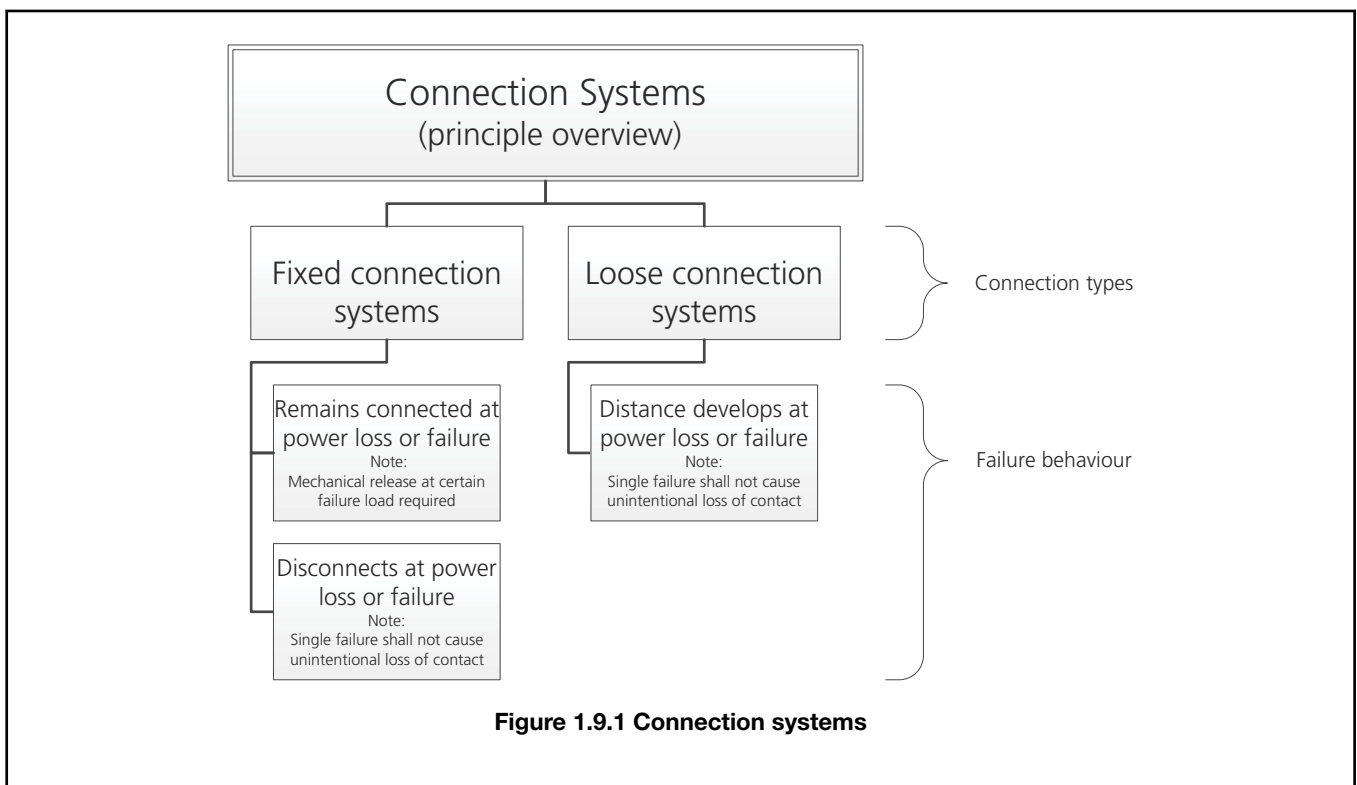 Connection Systems
(principle overview)
Fixed connection
systems
Loose connection
systems
Connection types
Remains connected at
power loss or failure
Note:
Mechanical release at certain
failure load required
Distance develops at
power loss or failure
Note:
Single failure shall not cause
unintentional loss of contact
Failure behaviour
Disconnects at power
loss or failure
Note:
Single failure shall not cause
unintentional loss of contact
Figure 1.9.1 Connection systems